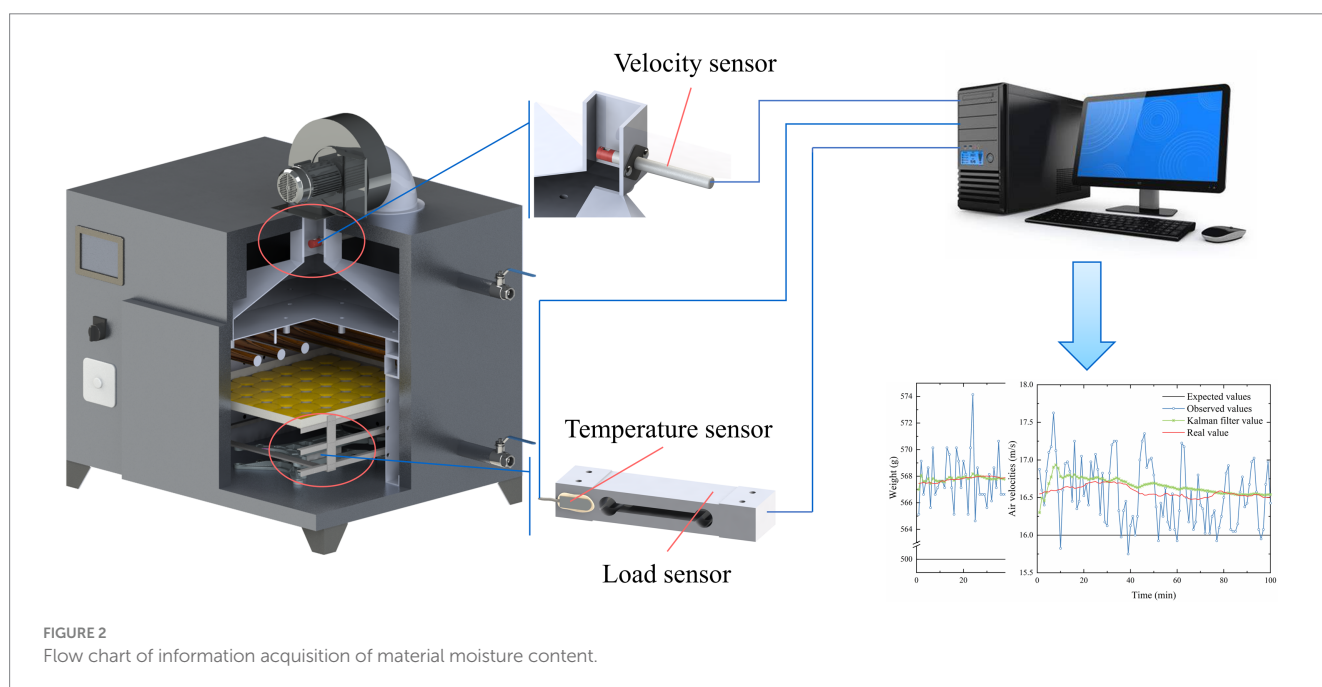 Velocity sensor
Temperature sensor
Load sensor
574
572
570
568
566
564
500
Weight (g)
0
20
18.0
17.5
17.0
16.5
16.0
15.5
Air velocities (m/s)
Expected values
Observed values
Kalman filter value
Real value
0
20
40
60
80
100
Time (min)
FIGURE 2
Flow chart of information acquisition of material moisture content.